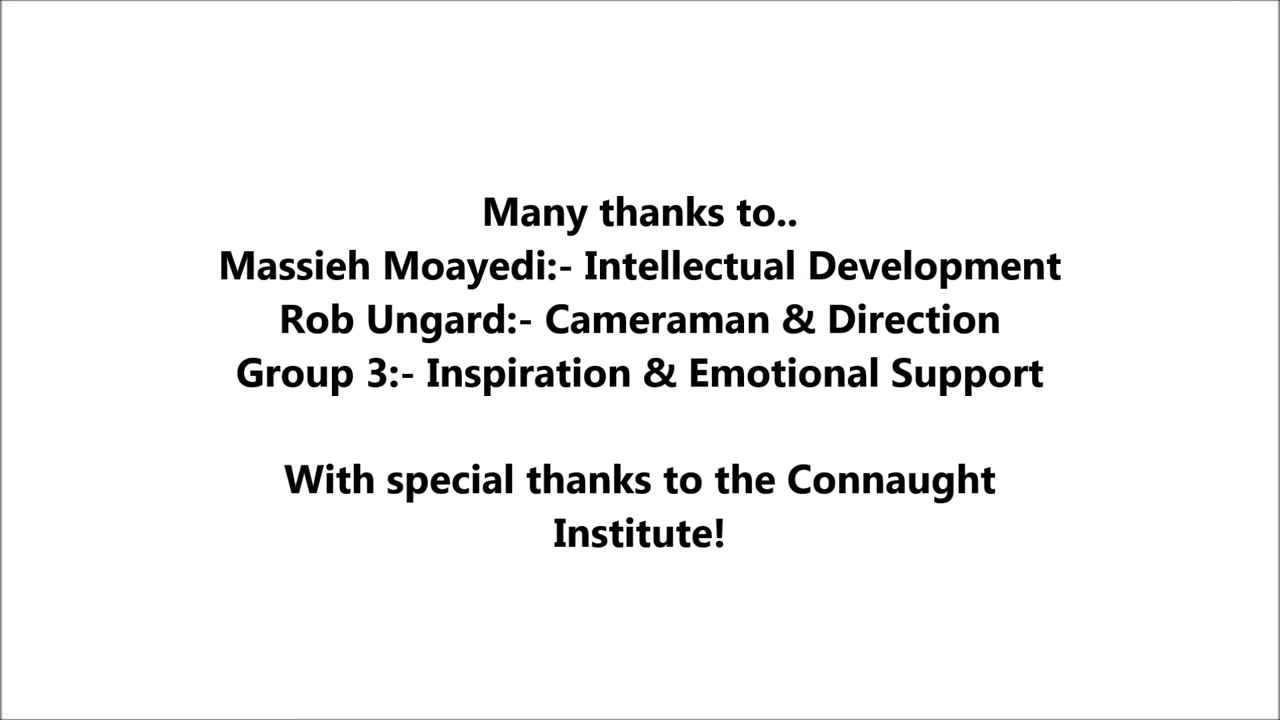 Many thanks to..
Massieh Moayedi:- Intellectual Development
Rob Ungard:- Cameraman & Direction
Group 3:- Inspiration & Emotional Support
With special thanks to the Connaught
Institute!